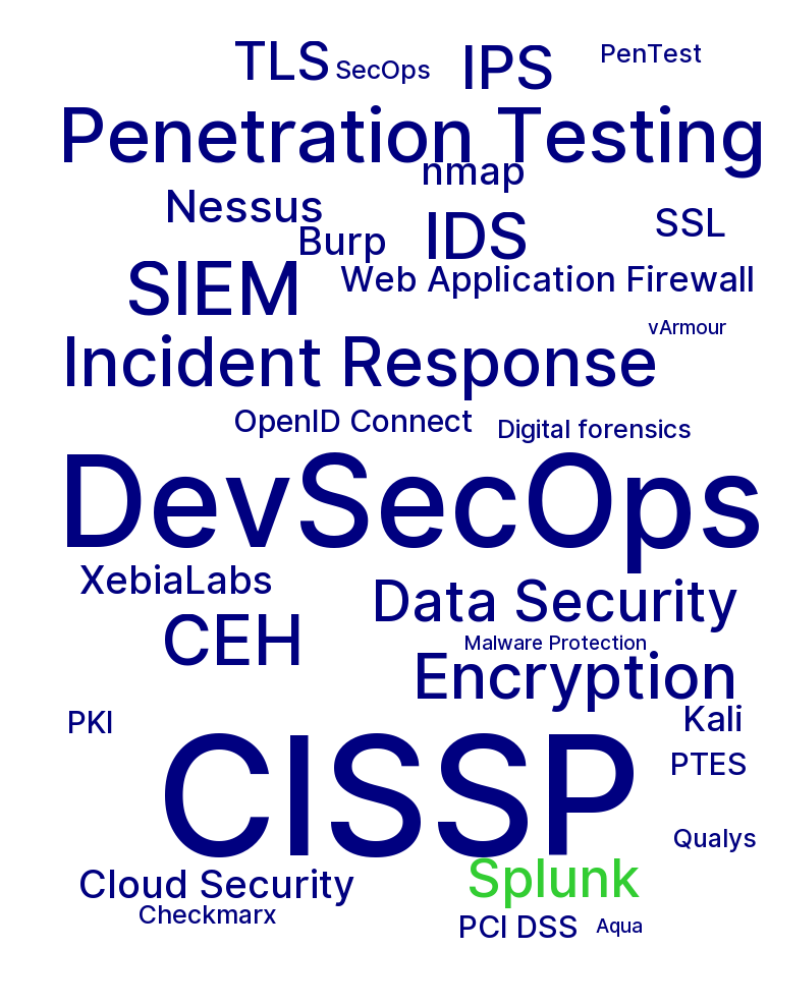 TLS
SecOps
IPS
PenTest
Penetration Testing
nmap
Nessus
Burp
IDS
SSL
SIEM
Web Application Firewall
vArmour
Incident Response
OpenID Connect
Digital forensics
DevSecOps
XebiaLabs
Data Security
CEH
Malware Protection
Encryption
PKI
Kali
CISSP
PTES
Qualys
Cloud Security
Splunk
Checkmarx
PCI DSS
Aqua